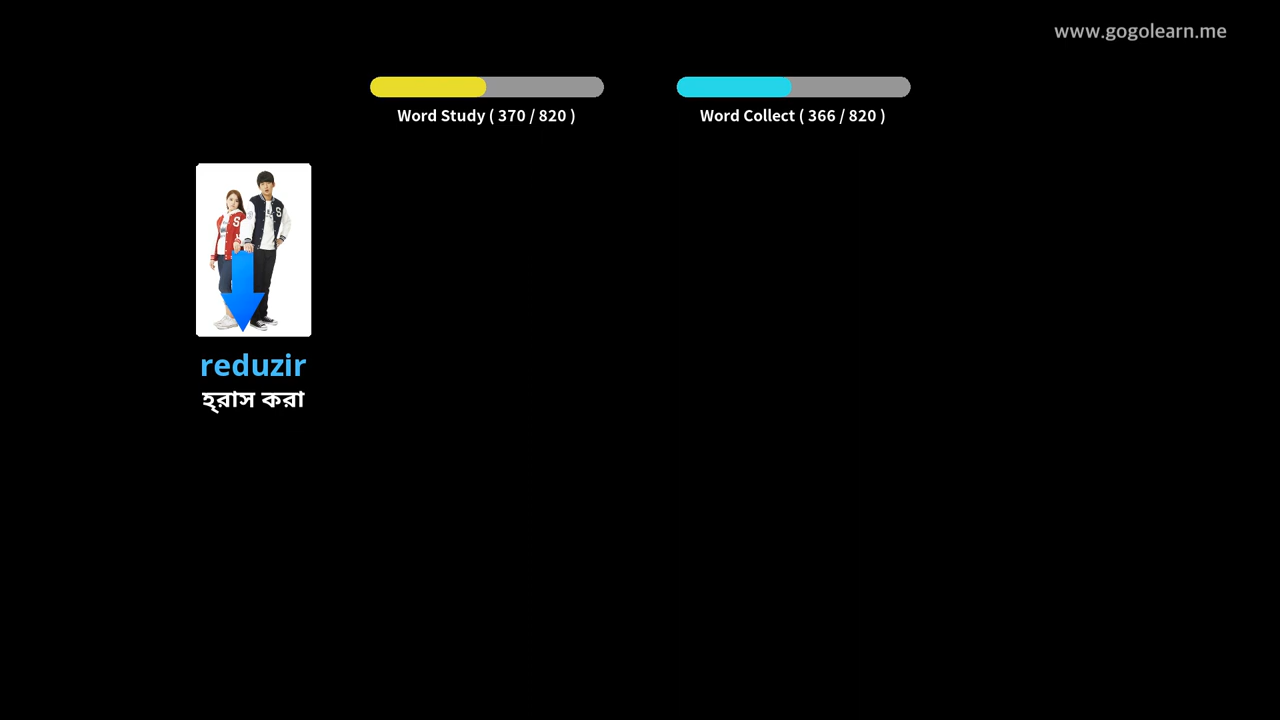 www.gogolearn.me
Word Study ( 370 / 820 )
Word Collect ( 366 / 820 )
S
S
reduzir
হ্রাস করা